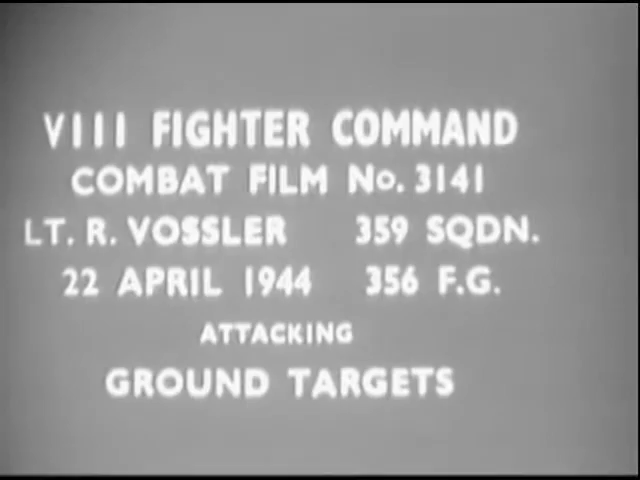 VIII FIGHTER COMMAND
COMBAT FILM No. 3141
LT. R. VOSSLER 359 SQDN.
22 APRIL 1944 356 F.G.
ATTACKING
GROUND TARGETS